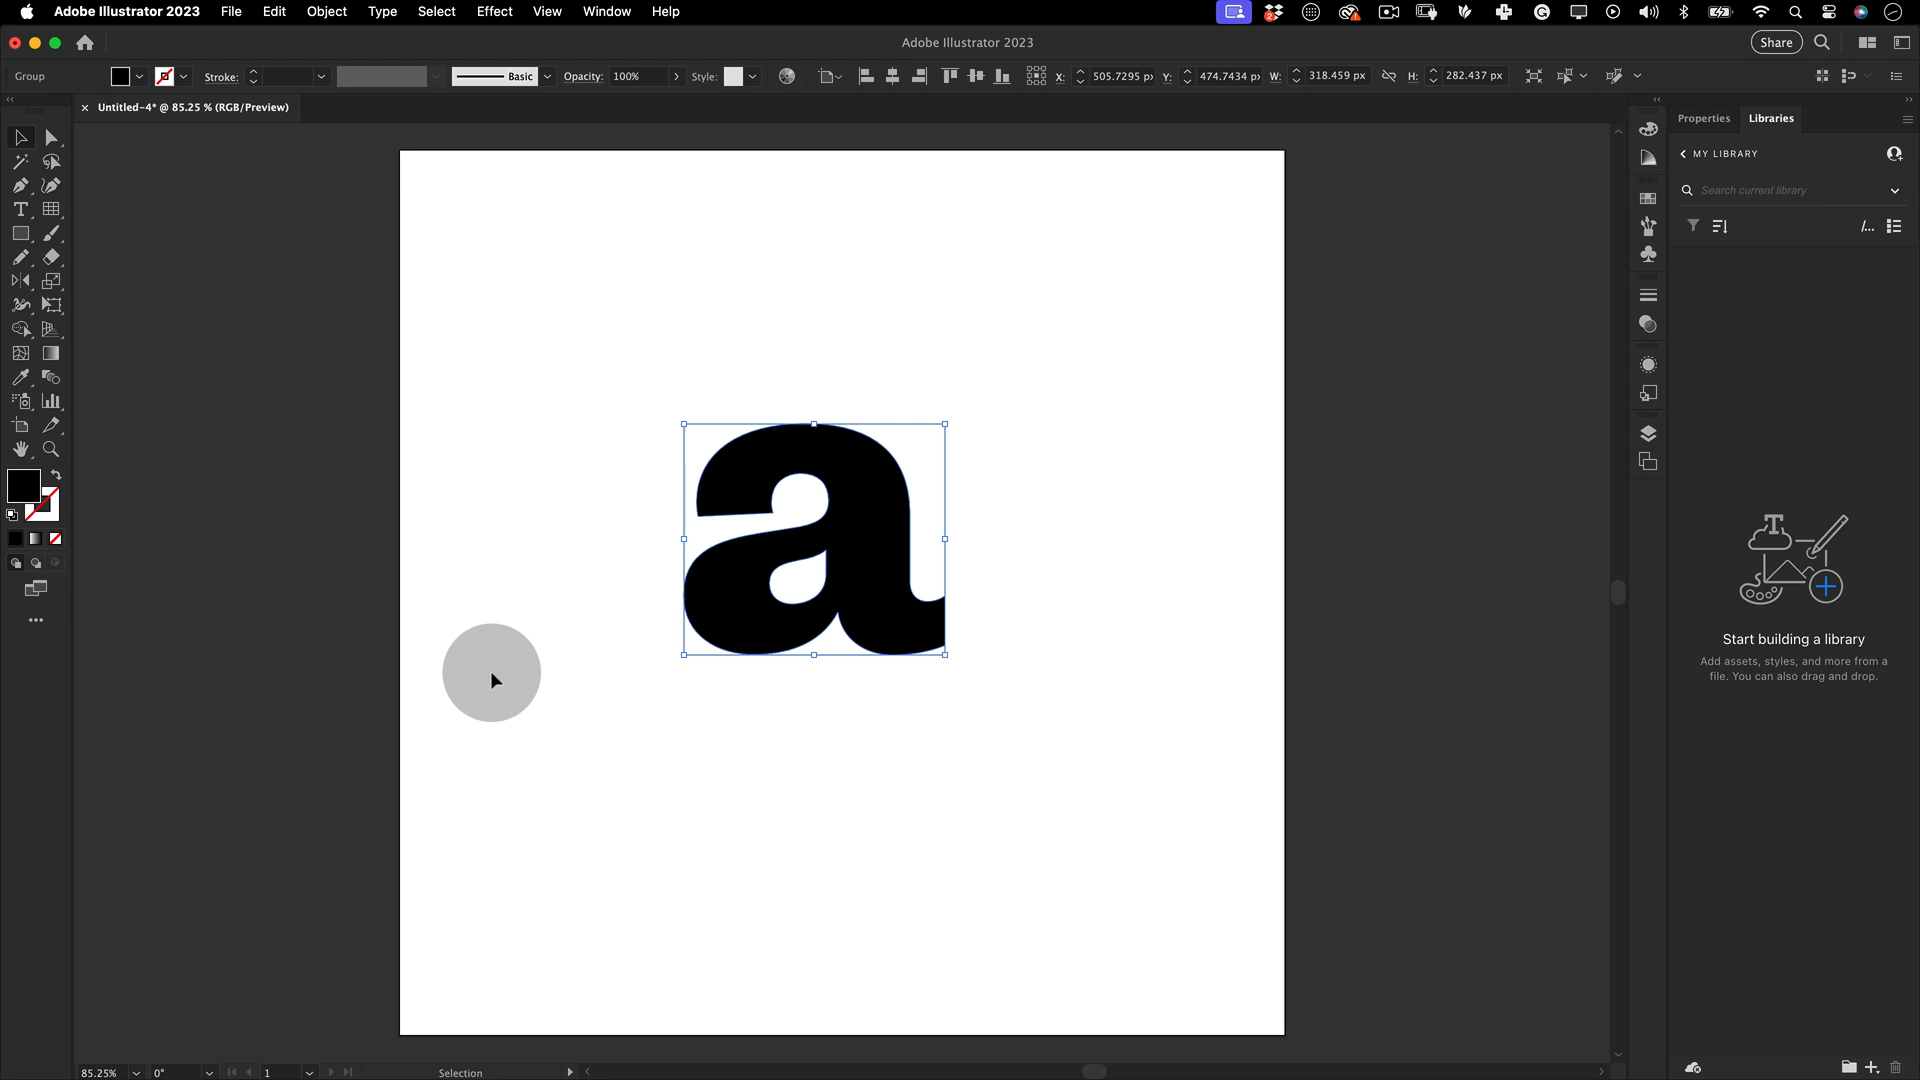 Adobe Illustrator 2023 File Edit Object Type Select Effect View Window Help
2
Adobe Illustrator 2023
Share
Group Stroke: Basic Opacity: 100% Style: X: 505.7295 px Y: 474.7434 px W: 318.459 px H: 282.437 px
× Untitled-4* @ 85.25 % (RGB/Preview)
Properties Libraries
MY LIBRARY
Search current library
a
Start building a library
Add assets, styles, and more from a
file. You can also drag and drop.
85.25% 0° 1 Selection